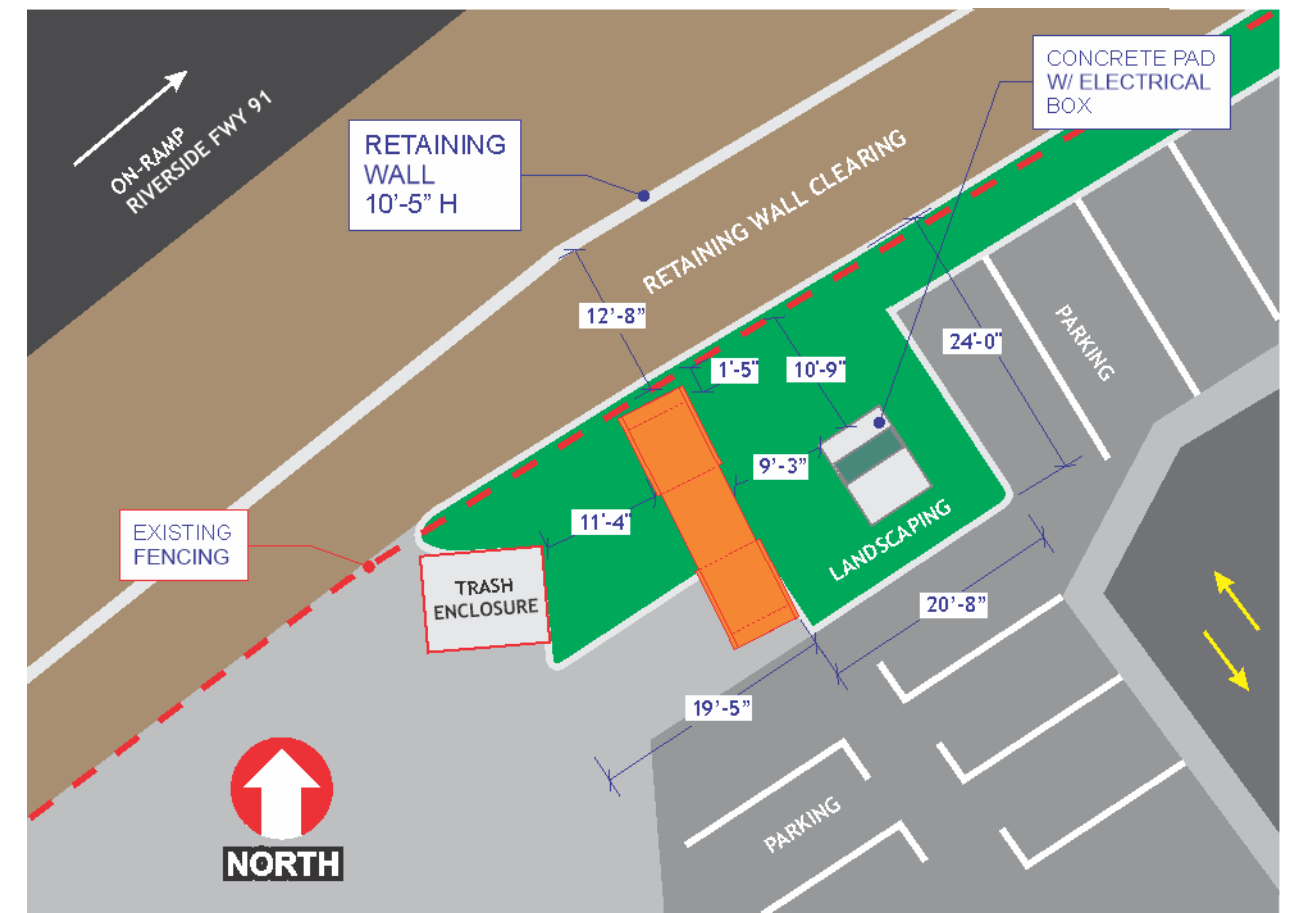 CONCRETE PAD
W/ ELECTRICAL
BOX
ON-RAMP
RIVERSIDE FWY 91
RETAINING
WALL
10’-5” H
RETAINING WALL CLEARING
12’-8”
1'-5"
10'-9"
24'-0"
PARKING
9’-3”
11'-4"
EXISTING
FENCING
LANDSCAPING
TRASH
ENCLOSURE
20’-8”
19’-5”
PARKING
NORTH